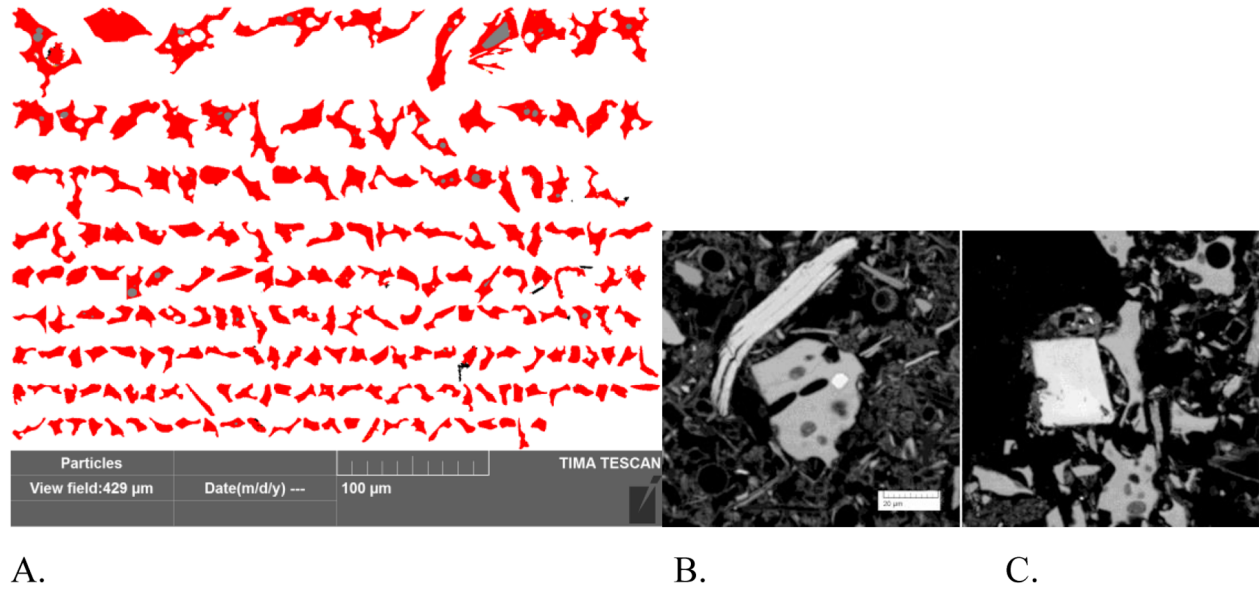 Particles
TIMA TESCAN
View field:429 µm
Date(m/d/y) ---
100 µm
20 µm
A.
B.
C.